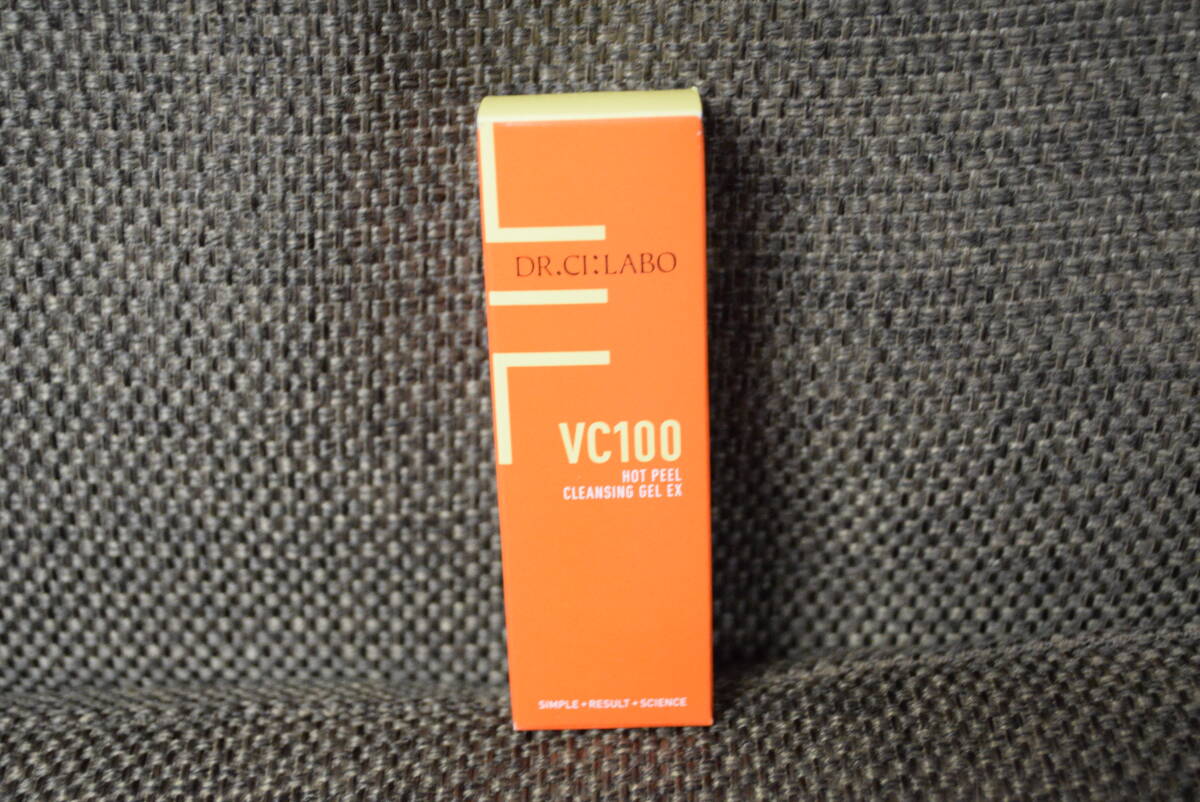 DR.CI:LABO
VC100
HOT PEEL
CLEANSING GEL EX
SIMPLE+RESULT+SCIENCE